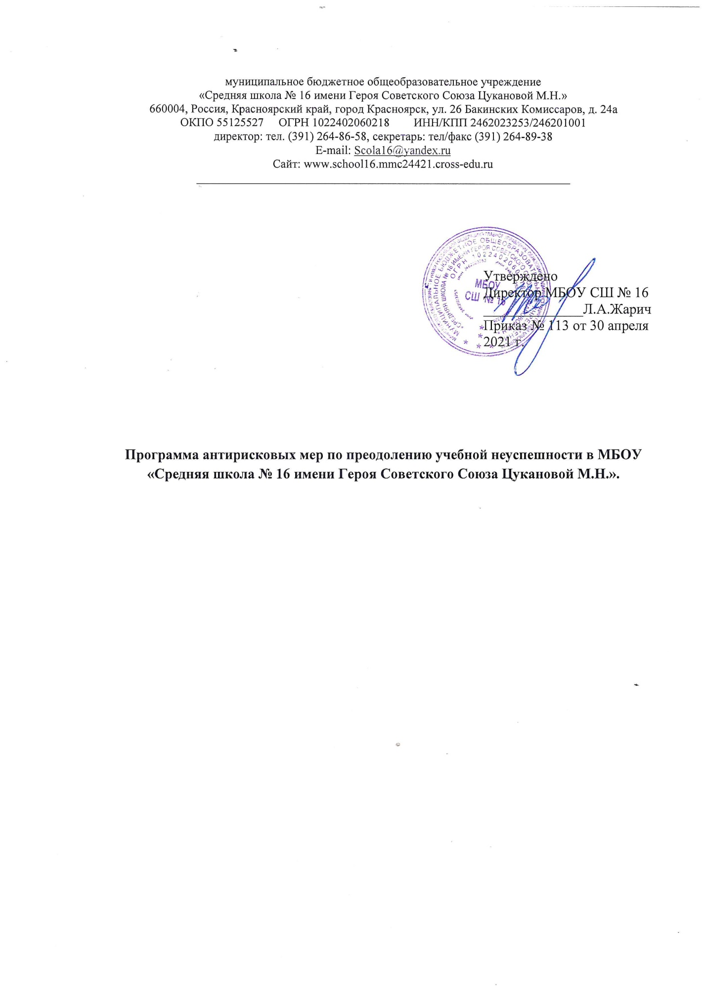 муниципальное бюджетное общеобразовательное учреждение
«Средняя школа № 16 имени Героя Советского Союза Цукановой М.Н.»
660004, Россия, Красноярский край, город Красноярск, ул. 26 Бакинских Комиссаров, д. 24а
ОКПО 55125527 ОГРН 1022402060218 ИНН/КПП 2462023253/246201001
директор: тел. (391) 264-86-58, секретарь: тел/факс (391) 264-89-38
E-mail: Scola16@yandex.ru
Сайт: www.school16.mmc24421.cross-edu.ru
Утверждено
Директор МБОУ СШ № 16
Л.А.Жарич
Приказ № 113 от 30 апреля
2021 г.
МБОУ
СШ № 16
ОГРН 1022402060218
Программа антирисковых мер по преодолению учебной неуспешности в МБОУ
«Средняя школа № 16 имени Героя Советского Союза Цукановой М.Н.».